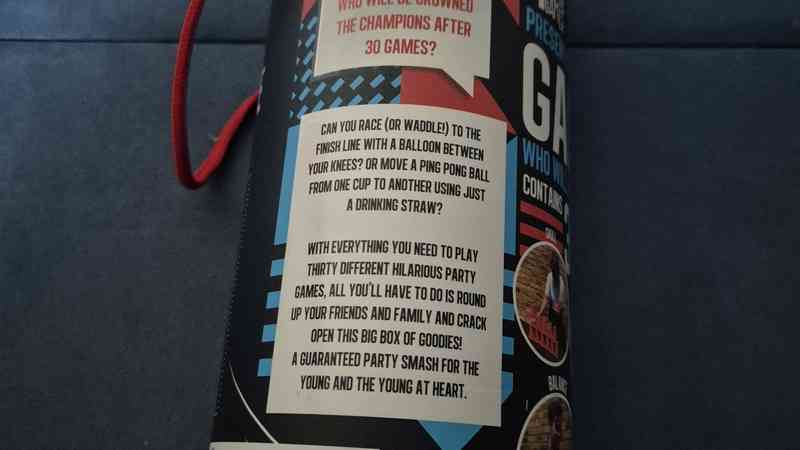 WHO WILL BE CROWNED
THE CHAMPIONS AFTER
30 GAMES?
CAN YOU RACE (OR WADDLE!) TO THE
FINISH LINE WITH A BALLOON BETWEEN
YOUR KNEES? OR MOVE A PING PONG BALL
FROM ONE CUP TO ANOTHER USING JUST
A DRINKING STRAW?
WITH EVERYTHING YOU NEED TO PLAY
THIRTY DIFFERENT HILARIOUS PARTY
GAMES, ALL YOU'LL HAVE TO DO IS ROUND
UP YOUR FRIENDS AND FAMILY AND CRACK
OPEN THIS BIG BOX OF GOODIES!
A GUARANTEED PARTY SMASH FOR THE
YOUNG AND THE YOUNG AT HEART.
GA
WHO
CONTAINS